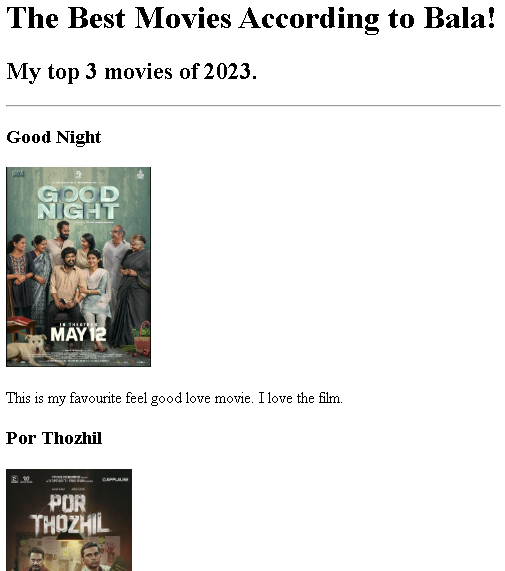 The Best Movies According to Bala!
My top 3 movies of 2023.
Good Night
GOOD
NIGHT
IN THEATRES
MAY 12
This is my favourite feel good love movie. I love the film.
Por Thozhil
APPLAUSE
POR
THOZHIL